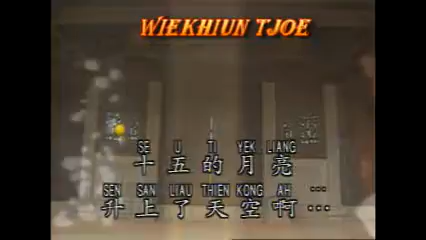 WIEKHIUN TJOE
SE U TI YEK LIANG
十五的月亮
SEN SAN LIAU THIEN KONG AH ...
升上了天空啊...